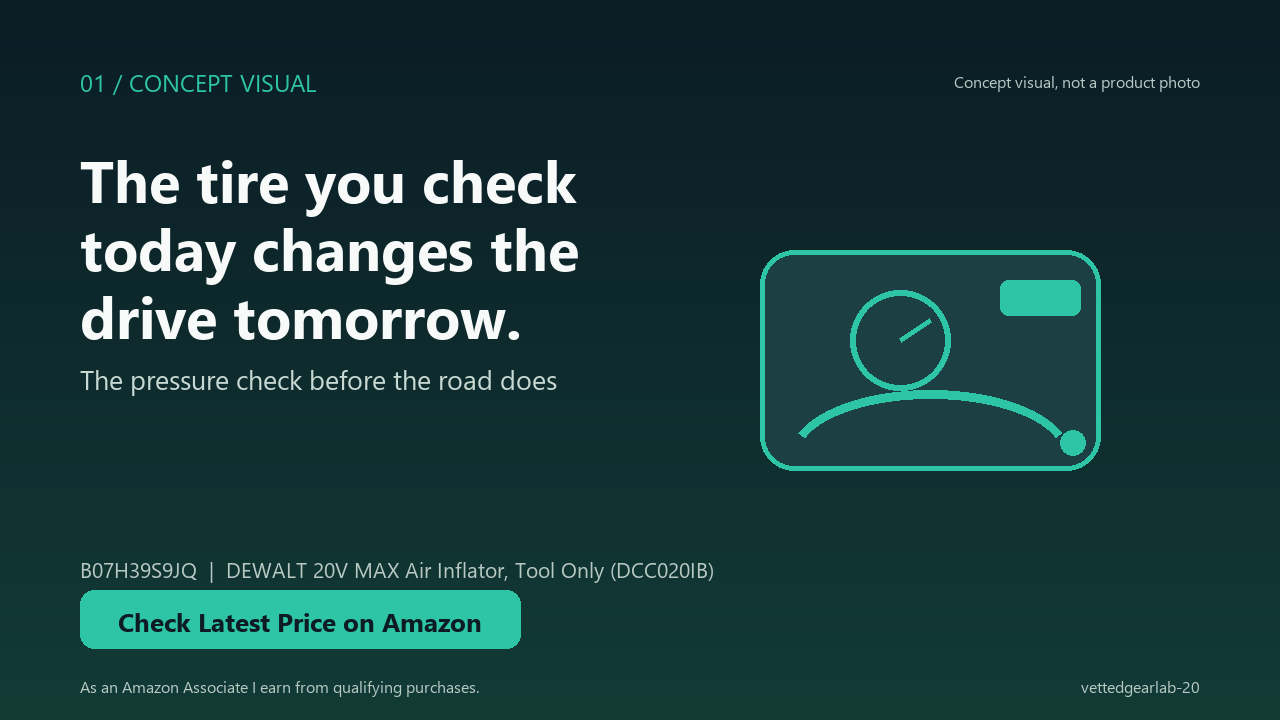 01 / CONCEPT VISUAL
Concept visual, not a product photo
The tire you check
today changes the
drive tomorrow.
The pressure check before the road does
B07H39S9JQ | DEWALT 20V MAX Air Inflator, Tool Only (DCC020IB)
Check Latest Price on Amazon
As an Amazon Associate I earn from qualifying purchases.
vettedgearlab-20